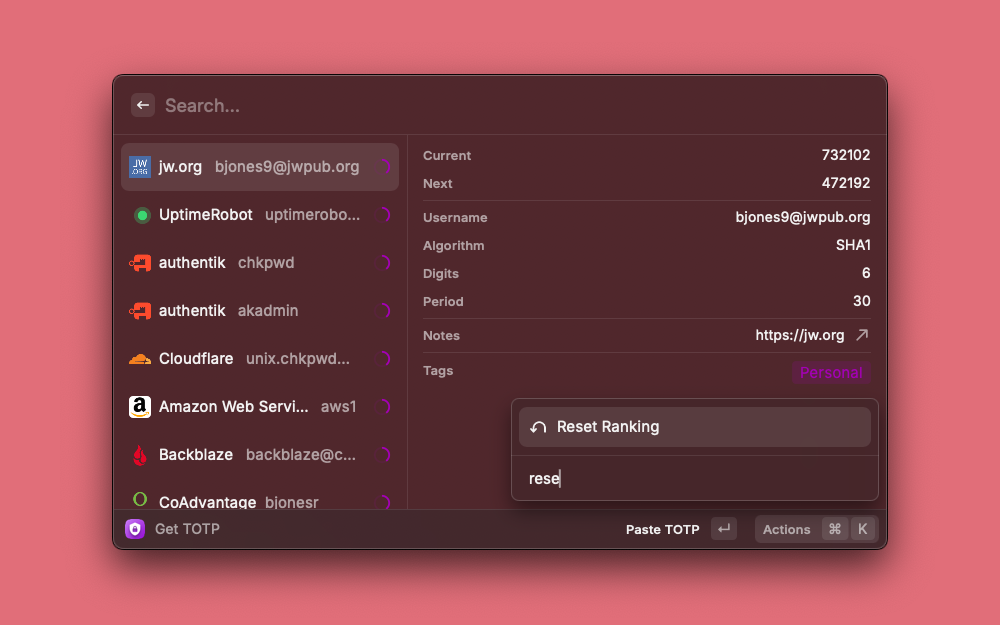 Search...
JW.ORG jw.org bjones9@jwpub.org
UptimeRobot uptimerobo...
authentik chkpwd
authentik akadmin
Cloudflare unix.chkpwd...
a Amazon Web Servi... aws1
Backblaze backblaze@c...
CoAdvantage bjonesr
Current 732102
Next 472192
Username bjones9@jwpub.org
Algorithm SHA1
Digits 6
Period 30
Notes https://jw.org
Tags Personal
Reset Ranking
rese
Get TOTP Paste TOTP Actions ⌘ K